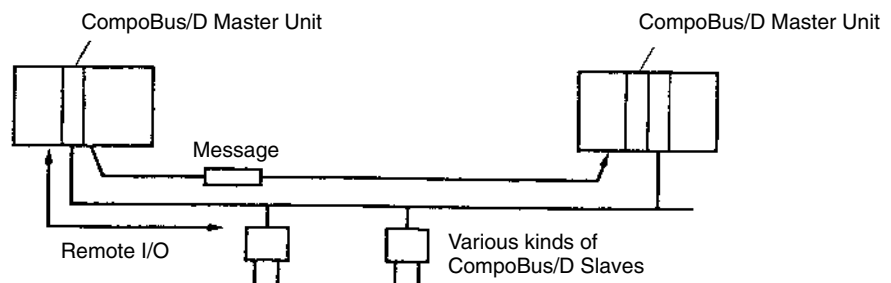 CompoBus/D Master Unit
CompoBus/D Master Unit
Message
Remote I/O
Various kinds of
CompoBus/D Slaves